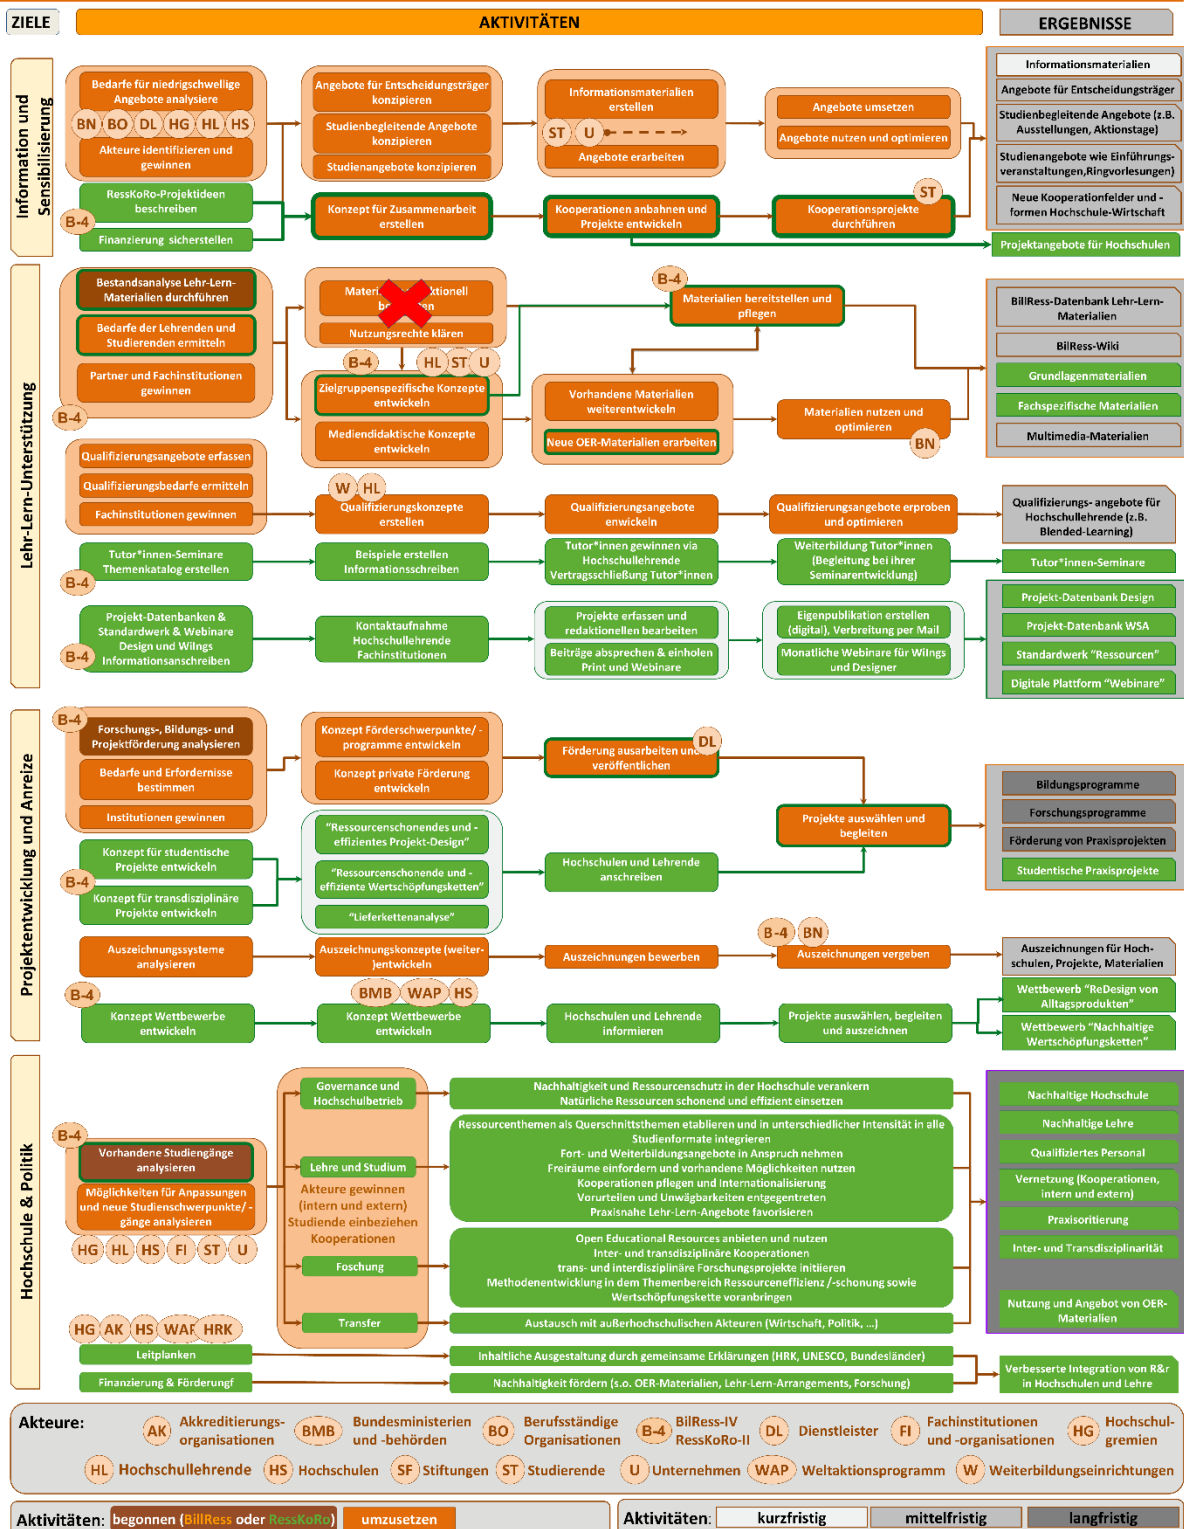 ZIELE
AKTIVITÄTEN
ERGEBNISSE
Information und
Sensibilisierung
Bedarfe für niedrigschwellige
Angebote analysiere
BN BO DL HG HL HS
Akteure identifizieren und
gewinnen
RessKoRo-Projektideen
beschreiben
B-4
Finanzierung sicherstellen
Angebote für Entscheidungsträger
konzipieren
Studienbegleitende Angebote
konzipieren
Studienangebote konzipieren
Konzept für Zusammenarbeit
erstellen
Informationsmaterialien
erstellen
ST U
Angebote erarbeiten
Kooperationen anbahnen und
Projekte entwickeln
Angebote umsetzen
Angebote nutzen und optimieren
ST
Kooperationsprojekte
durchführen
Informationsmaterialien
Angebote für Entscheidungsträger
Studienbegleitende Angebote (z.B.
Ausstellungen, Aktionstage)
Studienangebote wie Einführungs-
veranstaltungen,Ringvorlesungen)
Neue Kooperationfelder und -
formen Hochschule-Wirtschaft
Projektangebote für Hochschulen
Lehr-Lern-Unterstützung
Bestandsanalyse Lehr-Lern-
Materialien durchführen
Bedarfe der Lehrenden und
Studierenden ermitteln
Partner und Fachinstitutionen
gewinnen
B-4
Nutzungsrechte klären
B-4 HL ST U
Zielgruppenspezifische Konzepte
entwickeln
Mediendidaktische Konzepte
entwickeln
B-4
Materialien bereitstellen und
pflegen
Vorhandene Materialien
weiterentwickeln
Neue OER-Materialien erarbeiten
Materialien nutzen und
optimieren
BN
BillRess-Datenbank Lehr-Lern-
Materialien
BilRess-Wiki
Grundlagenmaterialien
Fachspezifische Materialien
Multimedia-Materialien
Qualifizierungsangebote erfassen
Qualifizierungsbedarfe ermitteln
Fachinstitutionen gewinnen
W HL
Qualifizierungskonzepte
erstellen
Qualifizierungsangebote
enwickeln
Qualifizierungsangebote erproben
und optimieren
Qualifizierungs- angebote für
Hochschullehrende (z.B.
Blended-Learning)
Tutor*innen-Seminare
Themenkatalog erstellen
B-4
Beispiele erstellen
Informationsschreiben
Tutor*innen gewinnen via
Hochschullehrende
Vertragsschließung Tutor*innen
Weiterbildung Tutor*innen
(Begleitung bei ihrer
Seminarentwicklung)
Tutor*innen-Seminare
Projekt-Datenbanken &
Standardwerk & Webinare
Design und WiIngs
Informationsanschreiben
B-4
Kontaktaufnahme
Hochschullehrende
Fachinstitutionen
Projekte erfassen und
redaktionellen bearbeiten
Beiträge absprechen & einholen
Print und Webinare
Eigenpublikation erstellen
(digital), Verbreitung per Mail
Monatliche Webinare für WiIngs
und Designer
Projekt-Datenbank Design
Projekt-Datenbank WSA
Standardwerk "Ressourcen"
Digitale Plattform "Webinare"
Projektentwicklung und Anreize
B-4
Forschungs-, Bildungs- und
Projektförderung analysieren
Bedarfe und Erfordernisse
bestimmen
Institutionen gewinnen
Konzept Förderschwerpunkte/ -
programme entwickeln
Konzept private Förderung
entwickeln
DL
Förderung ausarbeiten und
veröffentlichen
Projekte auswählen und
begleiten
Bildungsprogramme
Forschungsprogramme
Förderung von Praxisprojekten
Studentische Praxisprojekte
Konzept für studentische
Projekte entwickeln
B-4
Konzept für transdizplinäre
Projekte entwickeln
"Ressourcenschonendes und -
effizientes Projekt-Design"
"Ressourcenschonende und -
effiziente Wertschöpfungsketten"
"Lieferkettenanalyse"
Hochschulen und Lehrende
anschreiben
Auszeichnungssysteme
analysieren
Auszeichnungskonzepte (weiter-
)entwickeln
Auszeichnungen bewerben
B-4 BN
Auszeichnungen vergeben
Auszeichnungen für Hoch-
schulen, Projekte, Materialien
B-4
Konzept Wettbewerbe
entwickeln
BMB WAP HS
Konzept Wettbewerbe
entwickeln
Hochschulen und Lehrende
informieren
Projekte auswählen, begleiten
und auszeichnen
Wettbewerb "ReDesign von
Alltagsprodukten"
Wettbewerb "Nachhaltige
Wertschöpfungsketten"
Hochschule & Politik
B-4
Vorhandene Studiengänge
analysieren
Möglichkeiten für Anpassungen
und neue Studienschwerpunkte/ -
gänge analysieren
HG HL HS FI ST U
Governance und
Hochschulbetrieb
Lehre und Studium
Akteure gewinnen
(intern und extern)
Studiende einbeziehen
Kooperationen
Foschung
Transfer
Nachhaltigkeit und Ressourcenschutz in der Hochschule verankern
Natürliche Ressourcen schonend und effizient einsetzen
Ressourcenthemen als Querschnittsthemen etablieren und in unterschiedlicher Intensität in alle
Studienformate integrieren
Fort- und Weiterbildungsangebote in Anspruch nehmen
Freiräume einfordern und vorhandene Möglichkeiten nutzen
Kooperationen pflegen und Internationalisierung
Vorurteilen und Unwägbarkeiten entgegentreten
Praxisnahe Lehr-Lern-Angebote favorisieren
Open Educational Resources anbieten und nutzen
Inter- und transdisziplinäre Kooperationen
trans- und interdisziplinäre Forschungsprojekte initiieren
Methodenentwicklung in dem Themenbereich Ressourceneffizienz /-schonung sowie
Wertschöpfungskette voranbringen
Austausch mit außerhochschulischen Akteuren (Wirtschaft, Politik, ...)
Nachhaltige Hochschule
Nachhaltige Lehre
Qualifiziertes Personal
Vernetzung (Kooperationen,
intern und extern)
Praxisoritierung
Inter- und Transdisziplinarität
Nutzung und Angebot von OER-
Materialien
HG AK HS WAP HRK
Leitplanken
Inhaltliche Ausgestaltung durch gemeinsame Erklärungen (HRK, UNESCO, Bundesländer)
Finanzierung & Förderungf
Nachhaltigkeit fördern (s.o. OER-Materialien, Lehr-Lern-Arrangements, Forschung)
Verbesserte Integration von R&r
in Hochschulen und Lehre
Akteure:
AK Akkreditierungs-
organisationen
BMB Bundesministerien
und -behörden
BO Berufsständige
Organisationen
B-4 BilRess-IV
RessKoRo-II
DL Dienstleister
FI Fachinstitutionen
und -organisationen
HG Hochschul-
gremien
HL Hochschullehrende HS Hochschulen SF Stiftungen ST Studierende U Unternehmen WAP Weltaktionsprogramm W Weiterbildungseinrichtungen
Aktivitäten: begonnen (BillRess oder RessKoRo) umzusetzen
Aktivitäten: kurzfristig mittelfristig langfristig